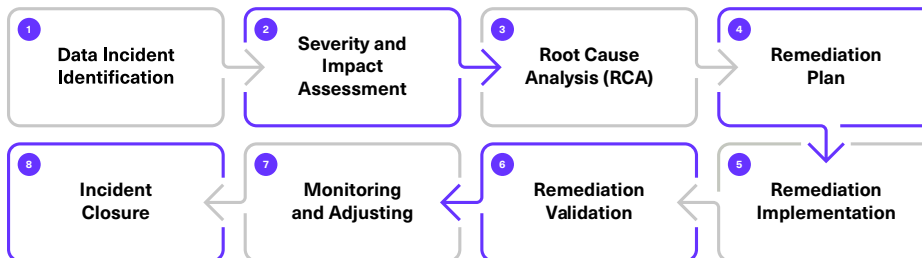 1
Data Incident
Identification
2
Severity and
Impact
Assessment
3
Root Cause
Analysis (RCA)
4
Remediation
Plan
5
Remediation
Implementation
6
Remediation
Validation
7
Monitoring
and Adjusting
8
Incident
Closure